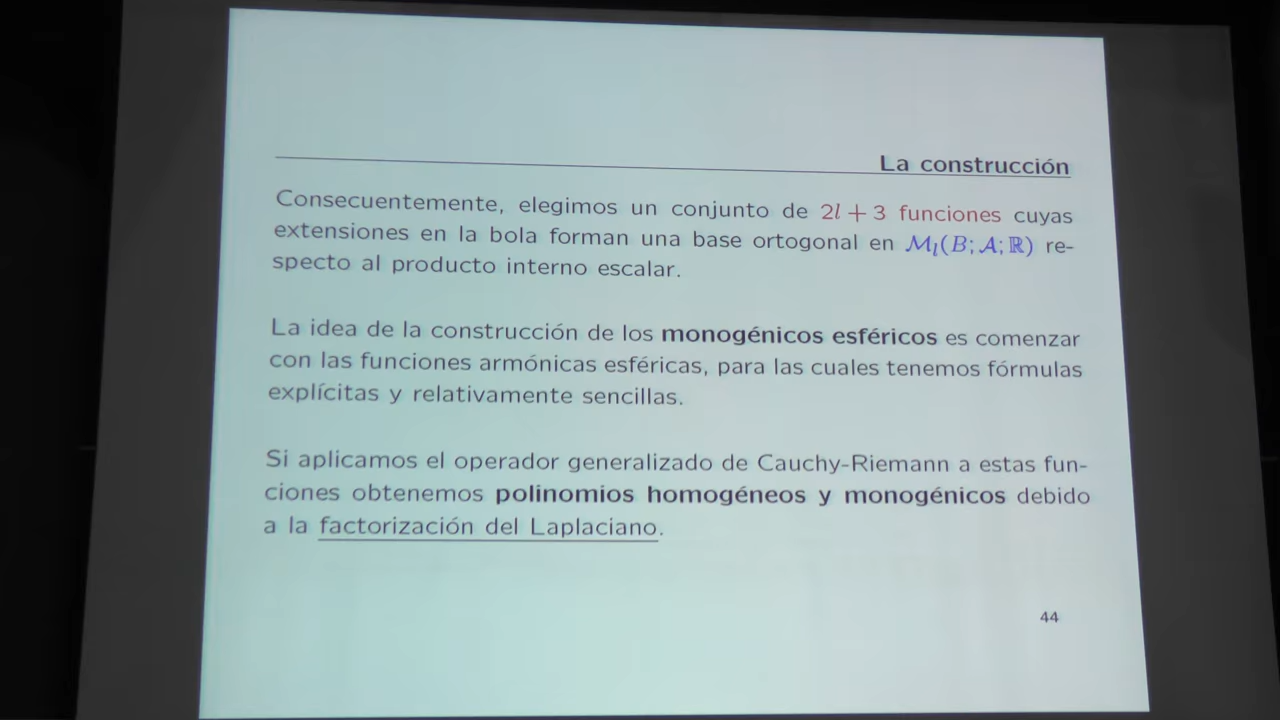 La construcción
Consecuentemente, elegimos un conjunto de 2l + 3 funciones cuyas
extensiones en la bola forman una base ortogonal en ℳₗ(B; 𝒜; ℝ) re-
specto al producto interno escalar.
La idea de la construcción de los monogénicos esféricos es comenzar
con las funciones armónicas esféricas, para las cuales tenemos fórmulas
explícitas y relativamente sencillas.
Si aplicamos el operador generalizado de Cauchy-Riemann a estas fun-
ciones obtenemos polinomios homogéneos y monogénicos debido
a la factorización del Laplaciano.
44